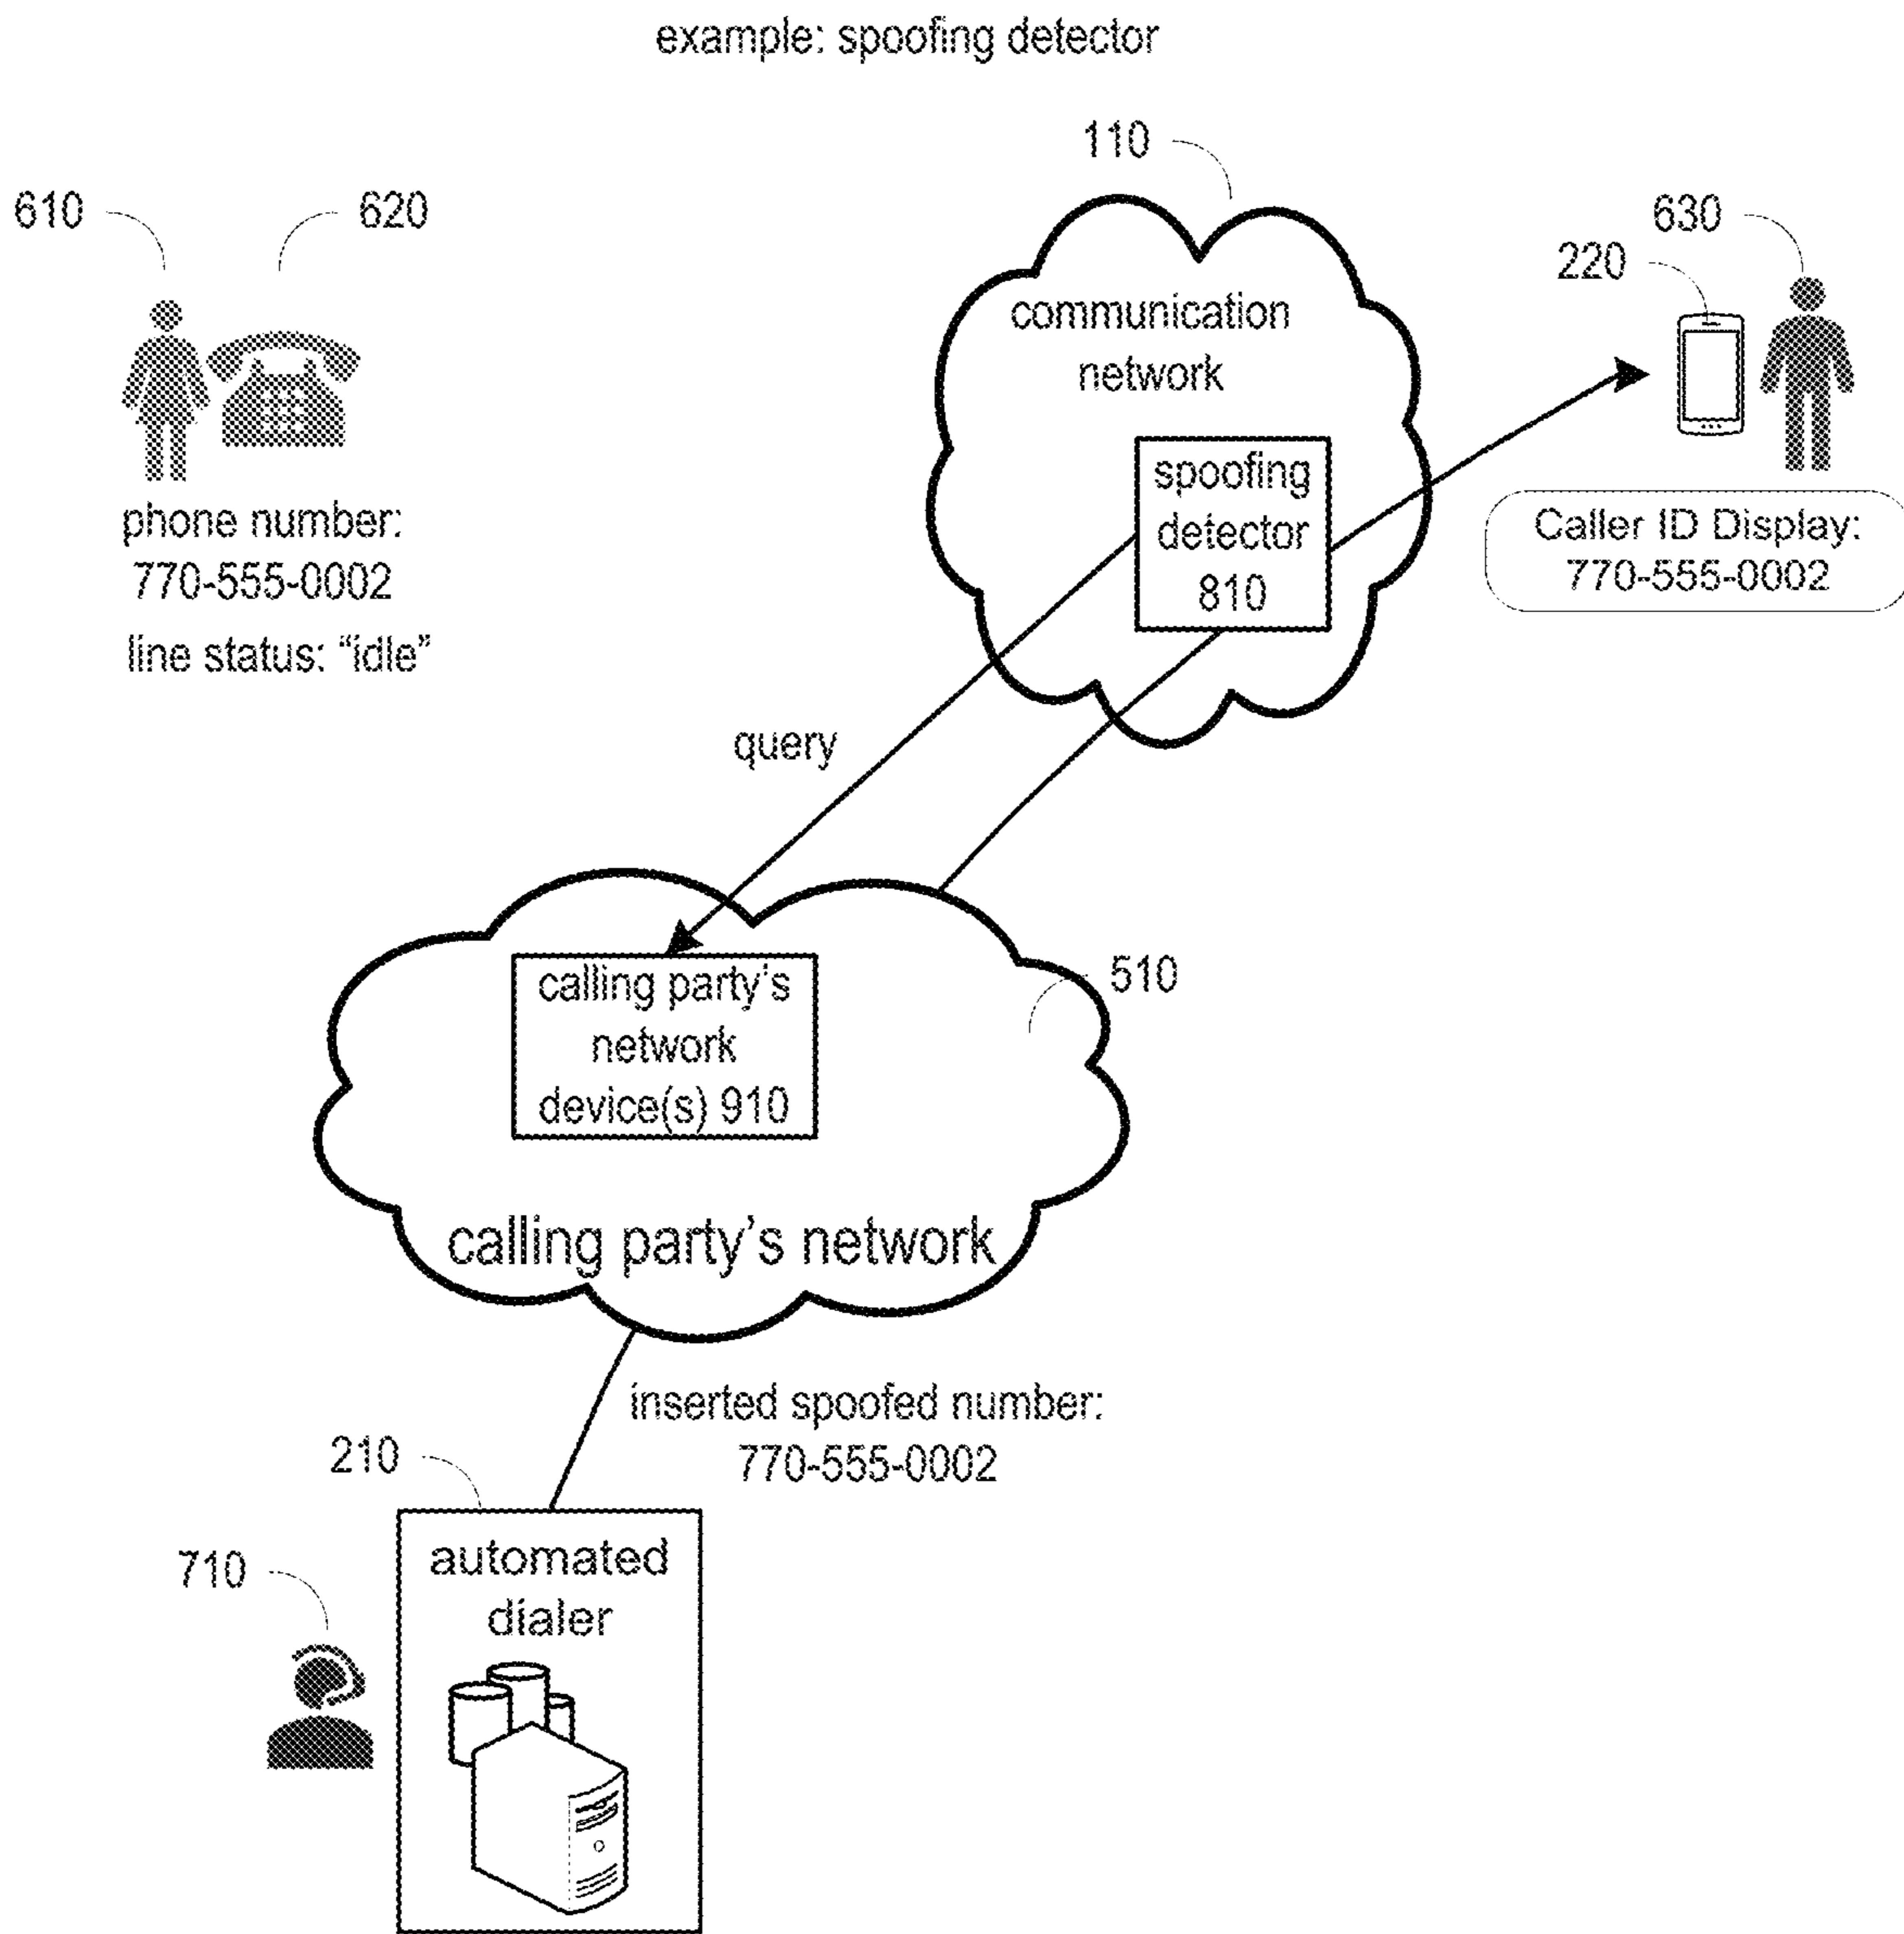 example: spoofing detector
110
610
620
630
220
communication
network
spoofing
detector
810
Caller ID Display:
770-555-0002
phone number:
770-555-0002
line status: “idle”
query
calling party’s
network
device(s) 910
510
calling party’s network
inserted spoofed number:
770-555-0002
210
710
automated
dialer